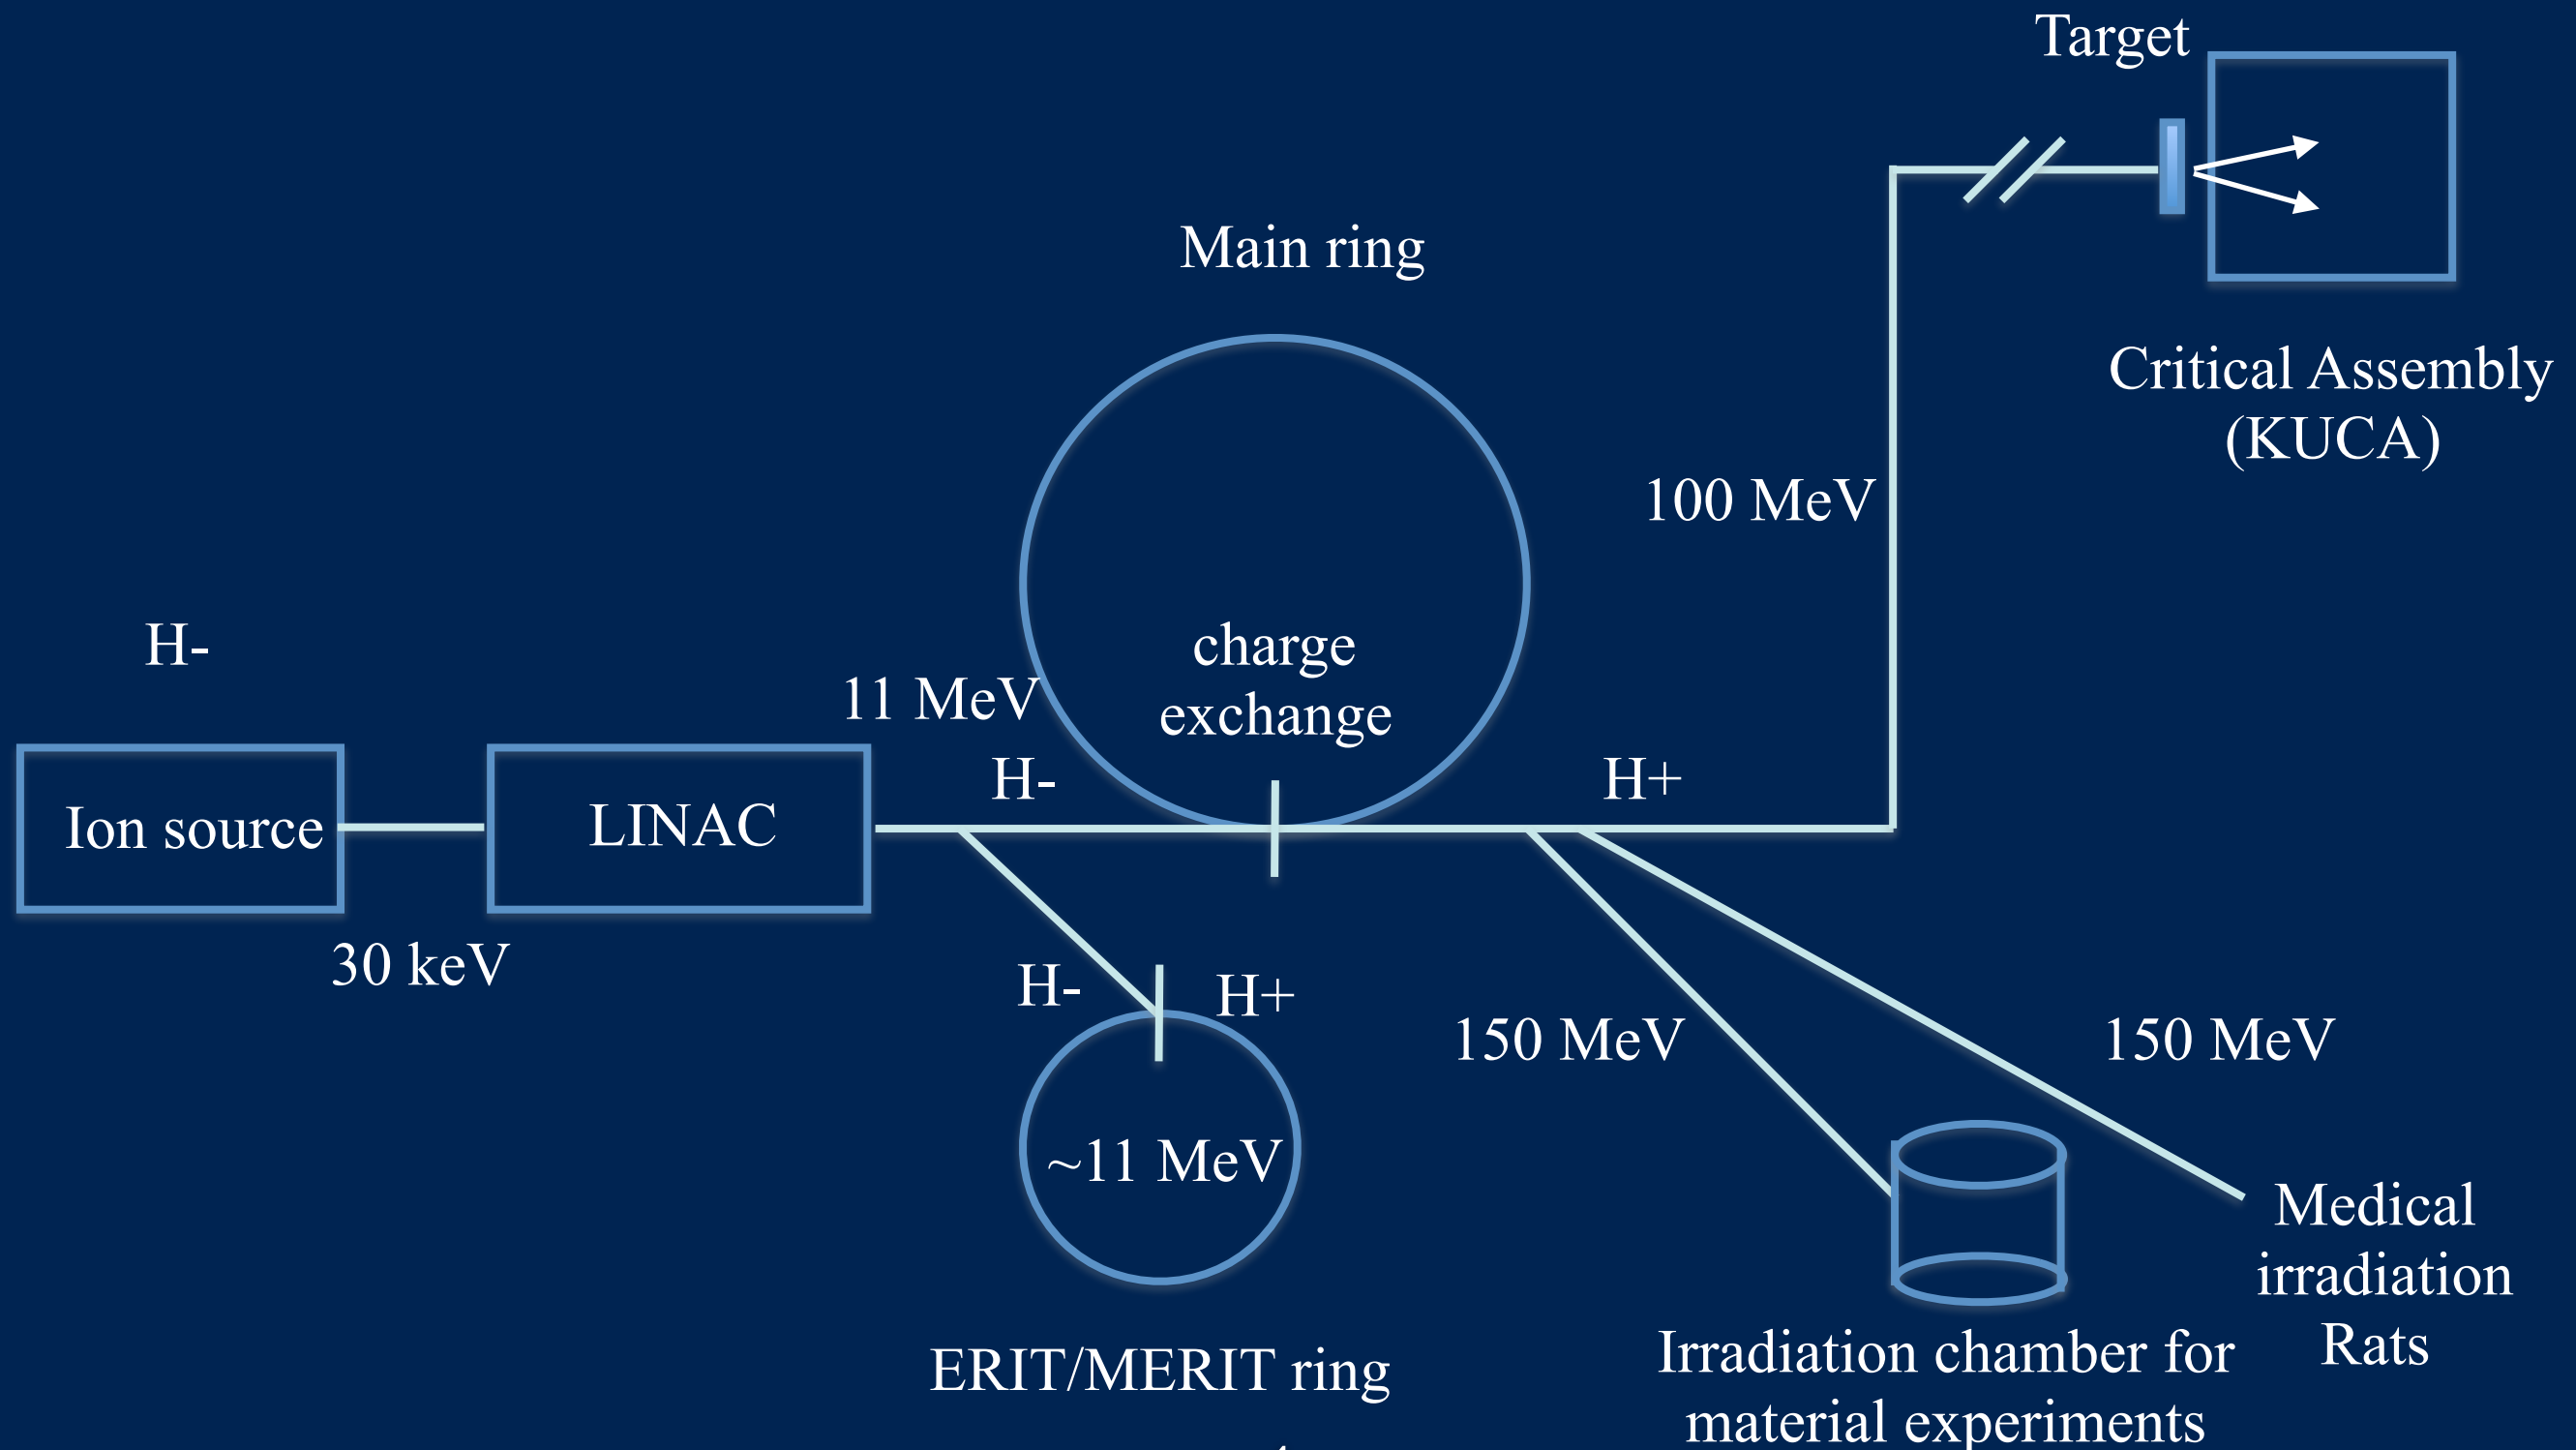 Target
Main ring
Critical Assembly
(KUCA)
100 MeV
H-
charge
exchange
11 MeV
H-
H+
Ion source
LINAC
30 keV
H-
H+
150 MeV
150 MeV
~11 MeV
Medical
irradiation
Rats
ERIT/MERIT ring
Irradiation chamber for
material experiments